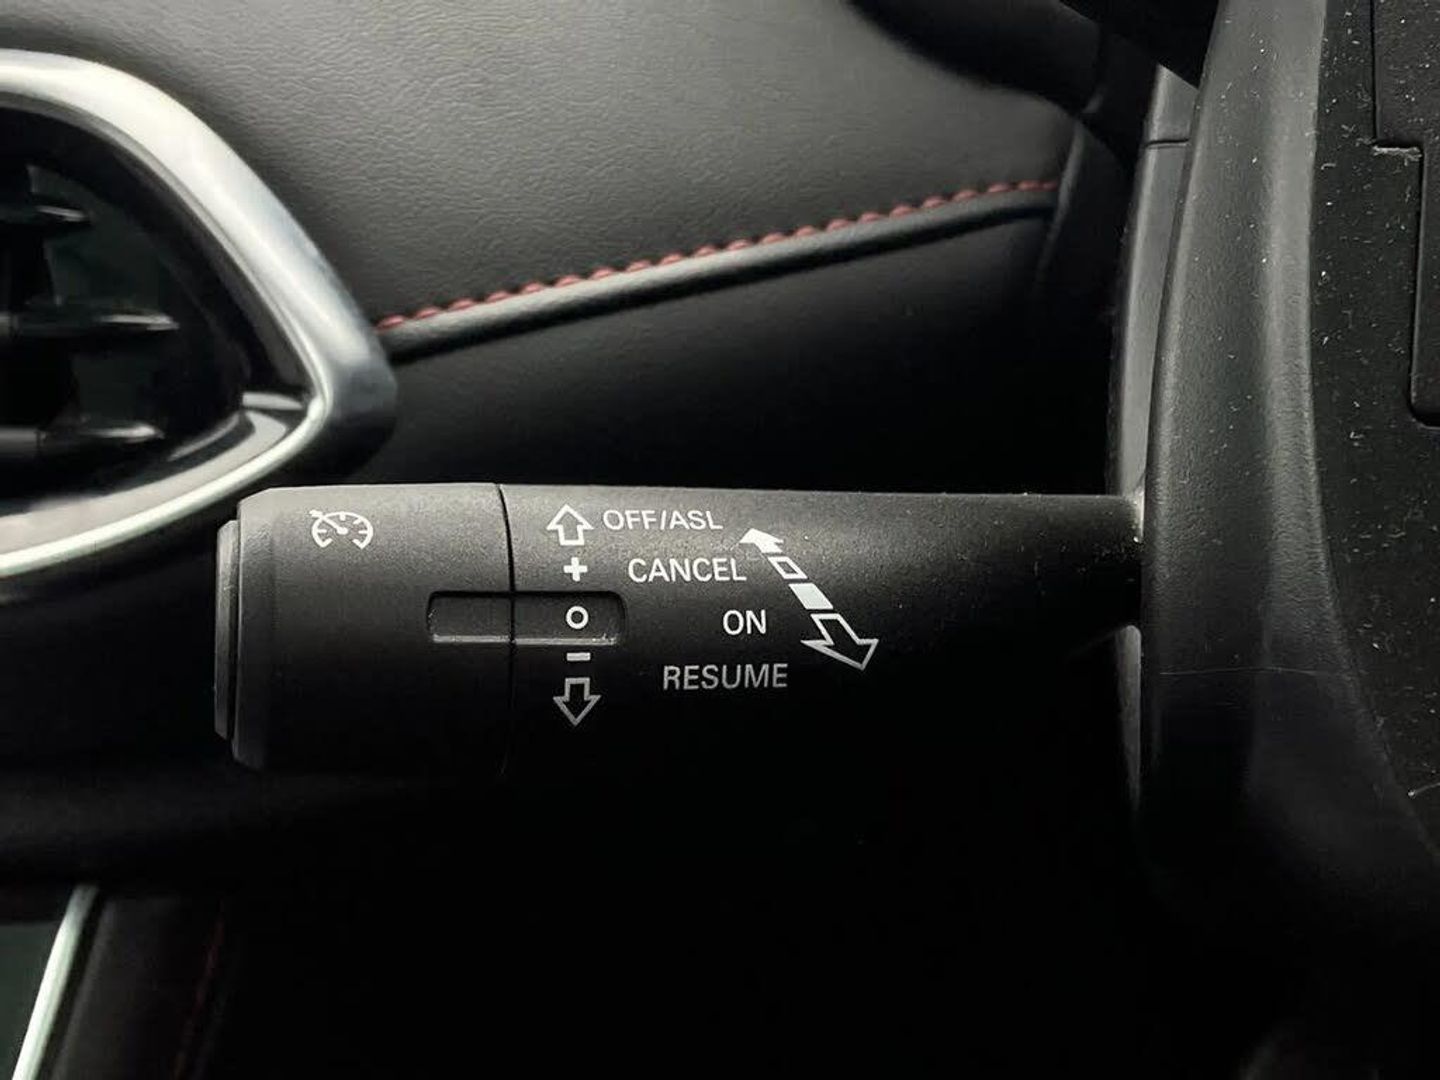 OFF/ASL
+ CANCEL
O ON
- RESUME